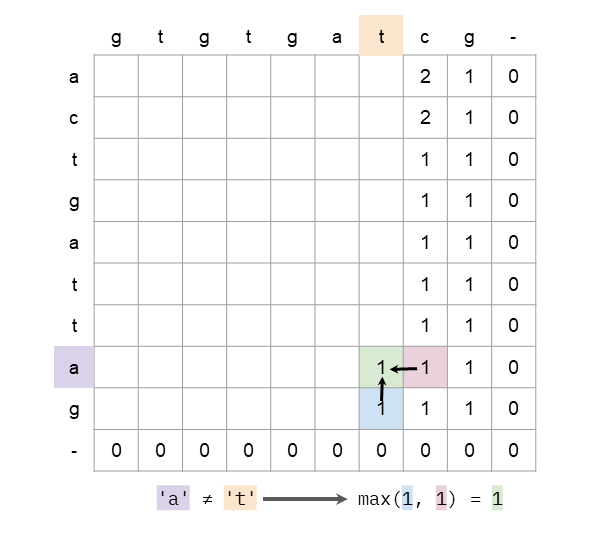 g t g t g a t c g -
a 2 1 0
c 2 1 0
t 1 1 0
g 1 1 0
a 1 1 0
t 1 1 0
t 1 1 0
a 1 1 1 0
g 1 1 1 0
- 0 0 0 0 0 0 0 0 0 0
'a' ≠ 't' → max(1, 1) = 1